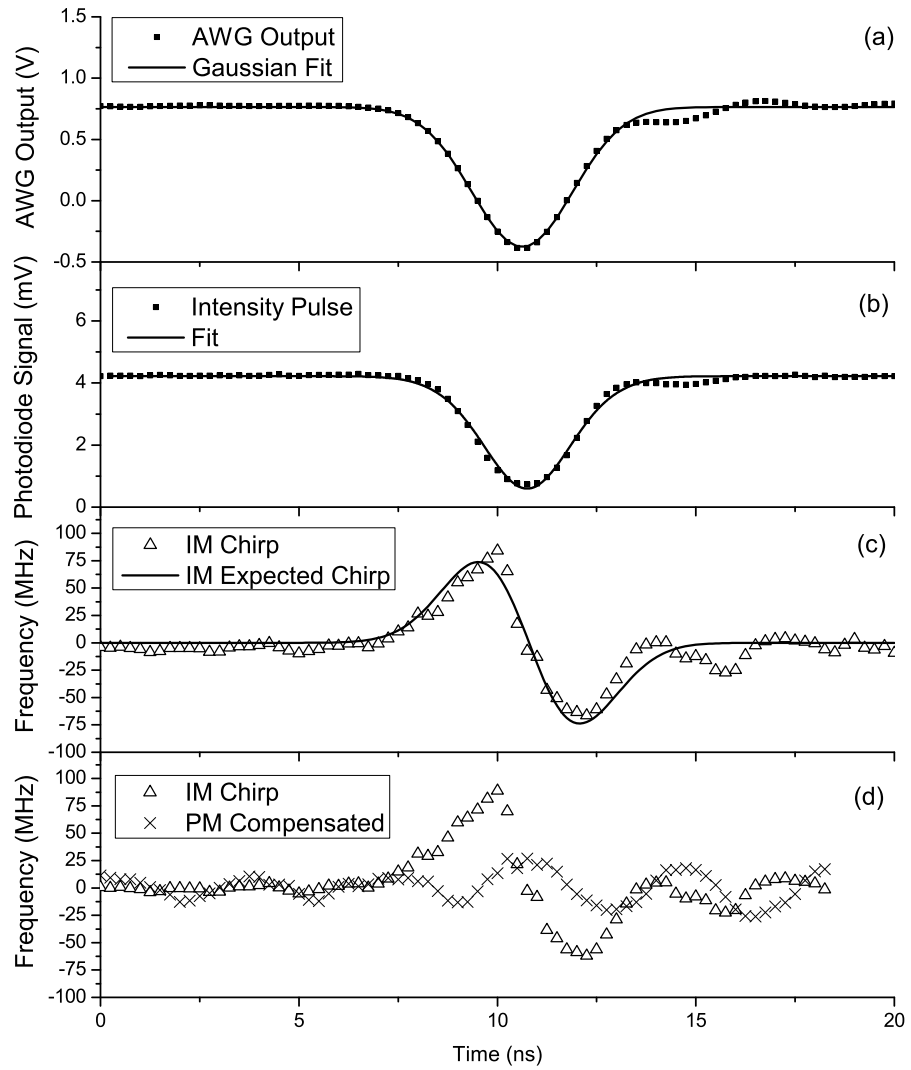 1.5
1.0
0.5
0.0
-0.5
AWG Output (V)
AWG Output
Gaussian Fit
(a)
6
4
2
0
Photodiode Signal (mV)
Intensity Pulse
Fit
(b)
100
75
50
25
0
-25
-50
-75
-100
Frequency (MHz)
IM Chirp
IM Expected Chirp
(c)
100
75
50
25
0
-25
-50
-75
-100
Frequency (MHz)
IM Chirp
PM Compensated
(d)
0 5 10 15 20
Time (ns)